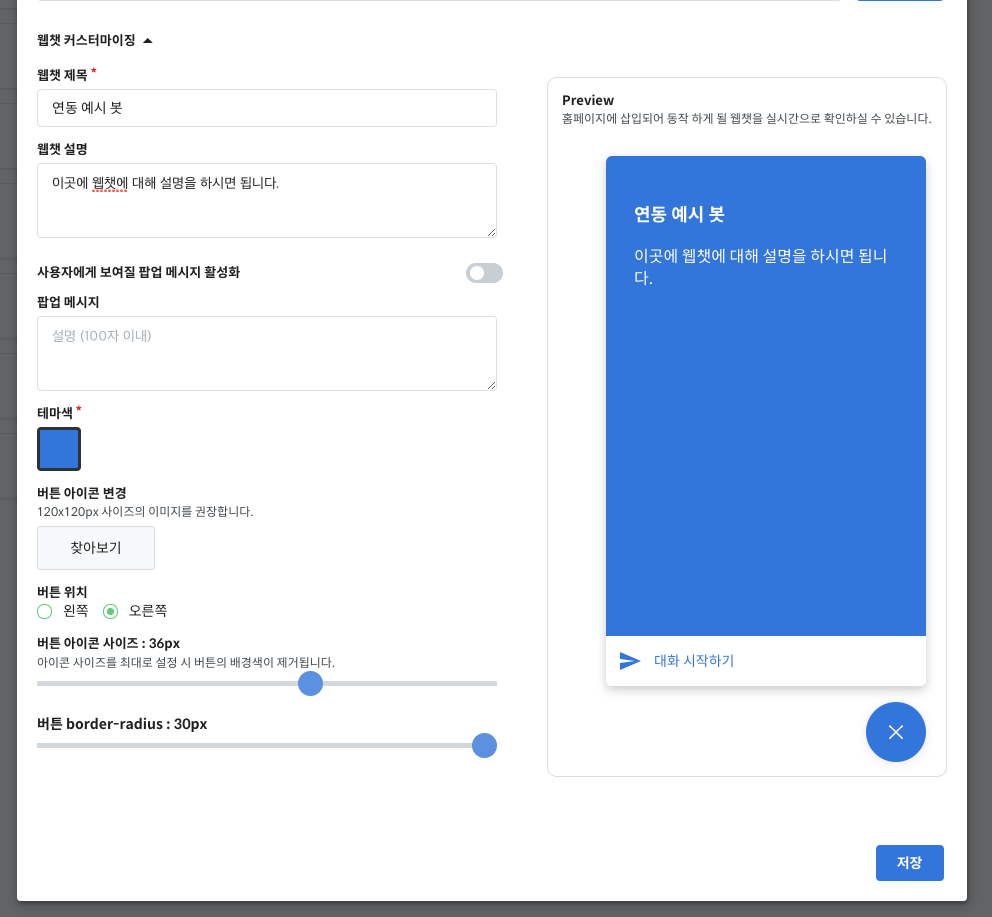 웹챗 커스터마이징
웹챗 제목 *
연동 예시 봇
웹챗 설명
이곳에 웹챗에 대해 설명을 하시면 됩니다.
사용자에게 보여질 팝업 메시지 활성화
팝업 메시지
설명 (100자 이내)
테마색 *
버튼 아이콘 변경
120x120px 사이즈의 이미지를 권장합니다.
찾아보기
버튼 위치
왼쪽 오른쪽
버튼 아이콘 사이즈 : 36px
아이콘 사이즈를 최대로 설정 시 버튼의 배경색이 제거됩니다.
버튼 border-radius : 30px
Preview
홈페이지에 삽입되어 동작 하게 될 웹챗을 실시간으로 확인하실 수 있습니다.
연동 예시 봇
이곳에 웹챗에 대해 설명을 하시면 됩니
다.
대화 시작하기
저장